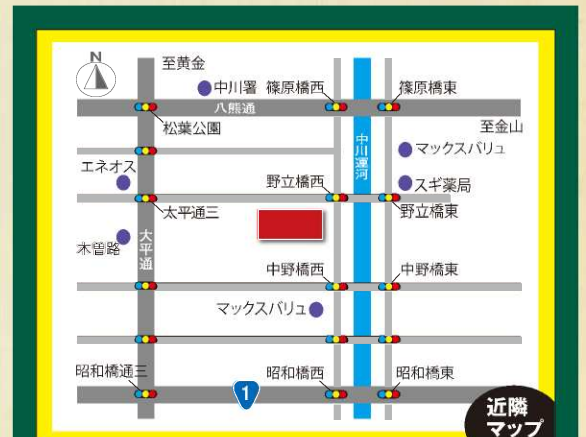 N
至黄金
中川署
篠原橋西
篠原橋東
八熊通
松葉公園
至金山
中川運河
マックスバリュ
エネオス
野立橋西
スギ薬局
太平通三
野立橋東
木曽路
大平通
中野橋西
中野橋東
マックスバリュ
昭和橋通三
昭和橋西
昭和橋東
1
近隣
マップ